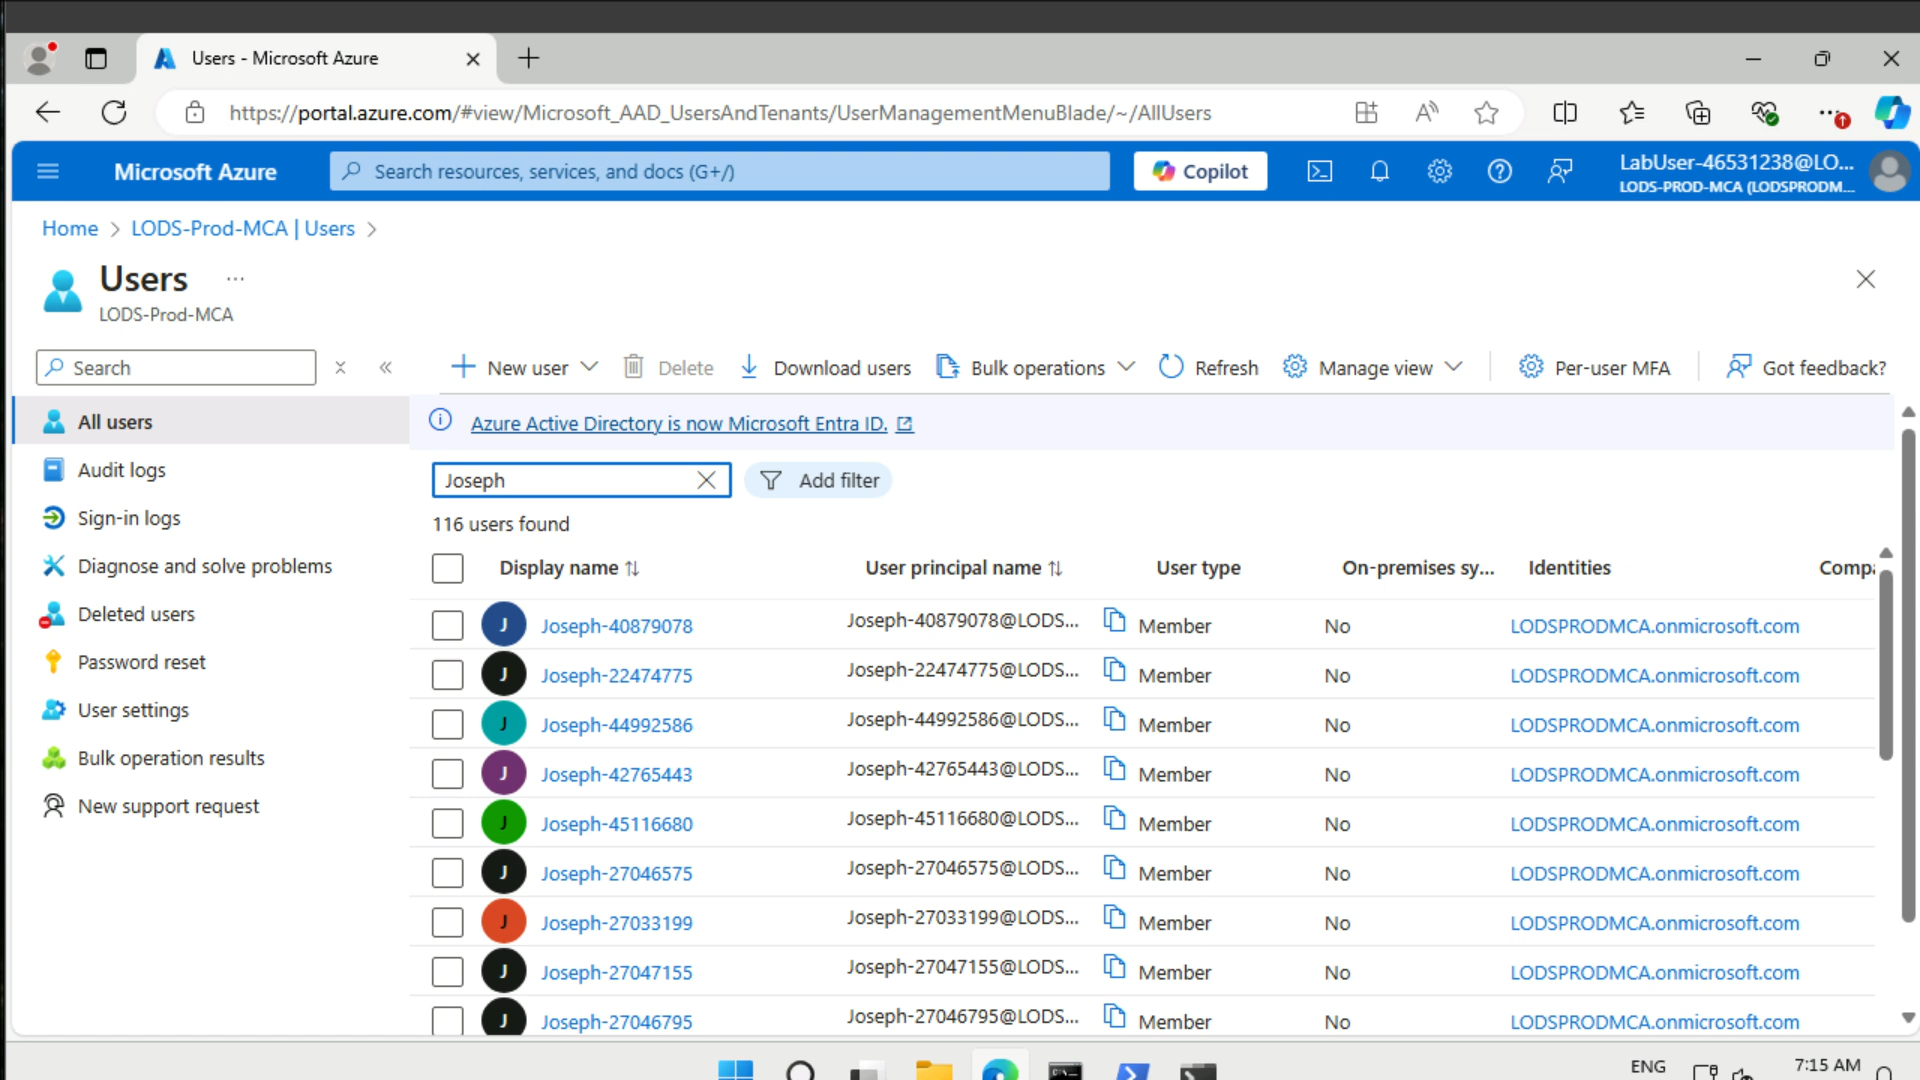 Users - Microsoft Azure
https://portal.azure.com/#view/Microsoft_AAD_UsersAndTenants/UserManagementMenuBlade/~/AllUsers
Microsoft Azure
Search resources, services, and docs (G+/)
Copilot
LabUser-46531238@LO...
LODS-PROD-MCA (LODSPRODM...
Home > LODS-Prod-MCA | Users >
Users ...
LODS-Prod-MCA
Search
New user
Delete
Download users
Bulk operations
Refresh
Manage view
Per-user MFA
Got feedback?
All users
Audit logs
Sign-in logs
Diagnose and solve problems
Deleted users
Password reset
User settings
Bulk operation results
New support request
Azure Active Directory is now Microsoft Entra ID.
Joseph
Add filter
116 users found
Display name User principal name User type On-premises sy... Identities Compa
J Joseph-40879078 Joseph-40879078@LODS... Member No LODSPRODMCA.onmicrosoft.com
J Joseph-22474775 Joseph-22474775@LODS... Member No LODSPRODMCA.onmicrosoft.com
J Joseph-44992586 Joseph-44992586@LODS... Member No LODSPRODMCA.onmicrosoft.com
J Joseph-42765443 Joseph-42765443@LODS... Member No LODSPRODMCA.onmicrosoft.com
J Joseph-45116680 Joseph-45116680@LODS... Member No LODSPRODMCA.onmicrosoft.com
J Joseph-27046575 Joseph-27046575@LODS... Member No LODSPRODMCA.onmicrosoft.com
J Joseph-27033199 Joseph-27033199@LODS... Member No LODSPRODMCA.onmicrosoft.com
J Joseph-27047155 Joseph-27047155@LODS... Member No LODSPRODMCA.onmicrosoft.com
J Joseph-27046795 Joseph-27046795@LODS... Member No LODSPRODMCA.onmicrosoft.com
ENG
7:15 AM